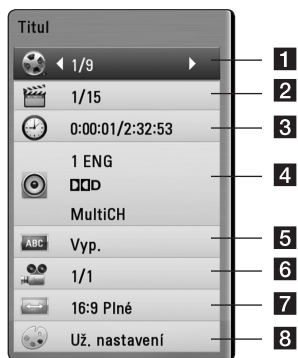 Titul
1/9
1
1/15
2
0:00:01/2:32:53
3
1 ENG
DD D
MultiCH
4
ABC
Vyp.
5
1/1
6
16:9 Plné
7
Už. nastavení
8